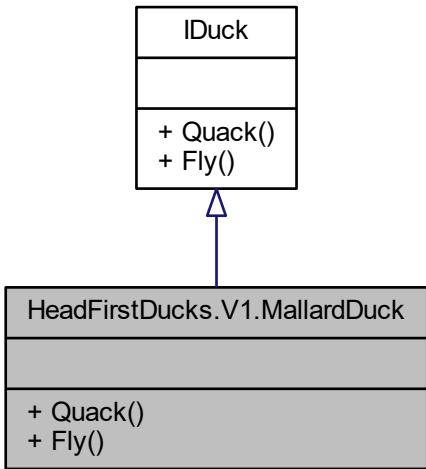 IDuck
+ Quack()
+ Fly()
HeadFirstDucks.V1.MallardDuck
+ Quack()
+ Fly()